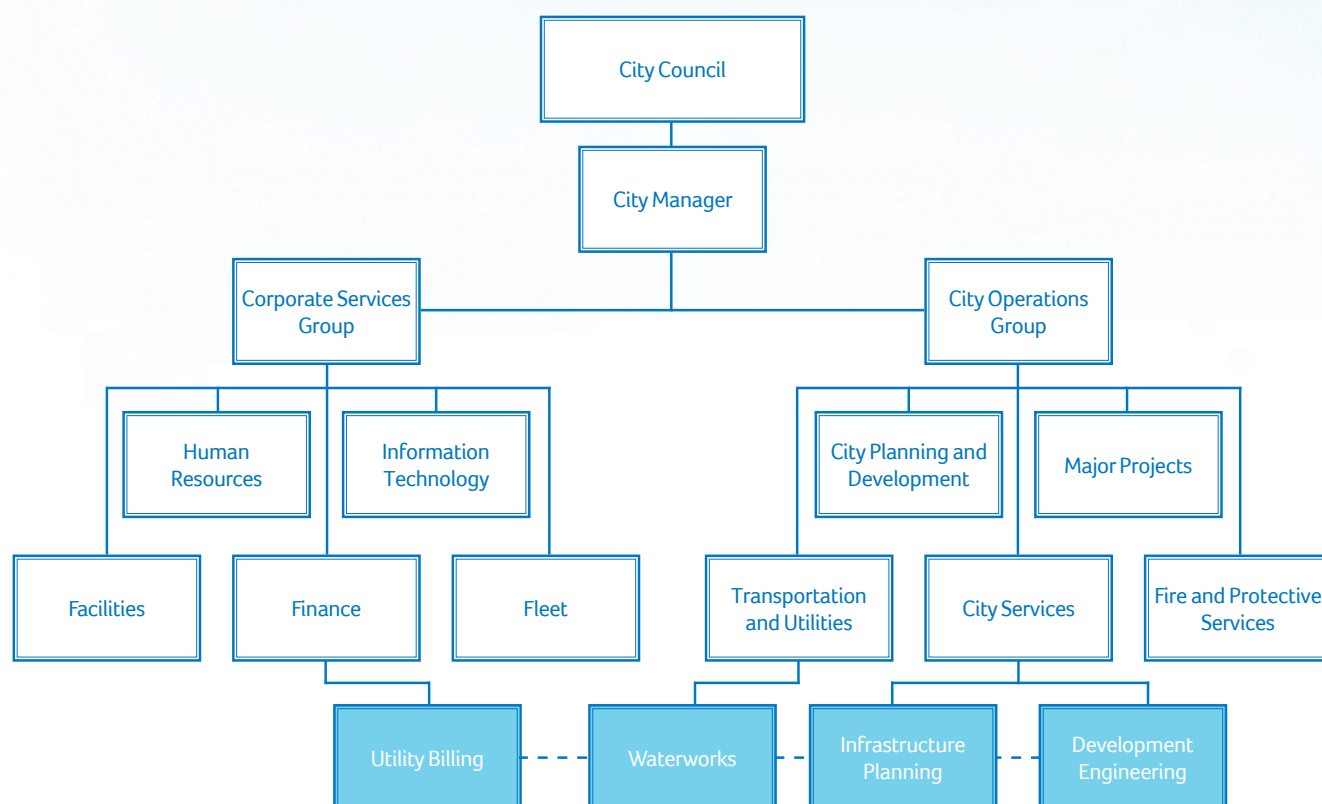 City Council
City Manager
Corporate Services
Group
City Operations
Group
Human
Resources
Information
Technology
City Planning and
Development
Major Projects
Facilities
Finance
Fleet
Transportation
and Utilities
City Services
Fire and Protective
Services
Utility Billing
Waterworks
Infrastructure
Planning
Development
Engineering